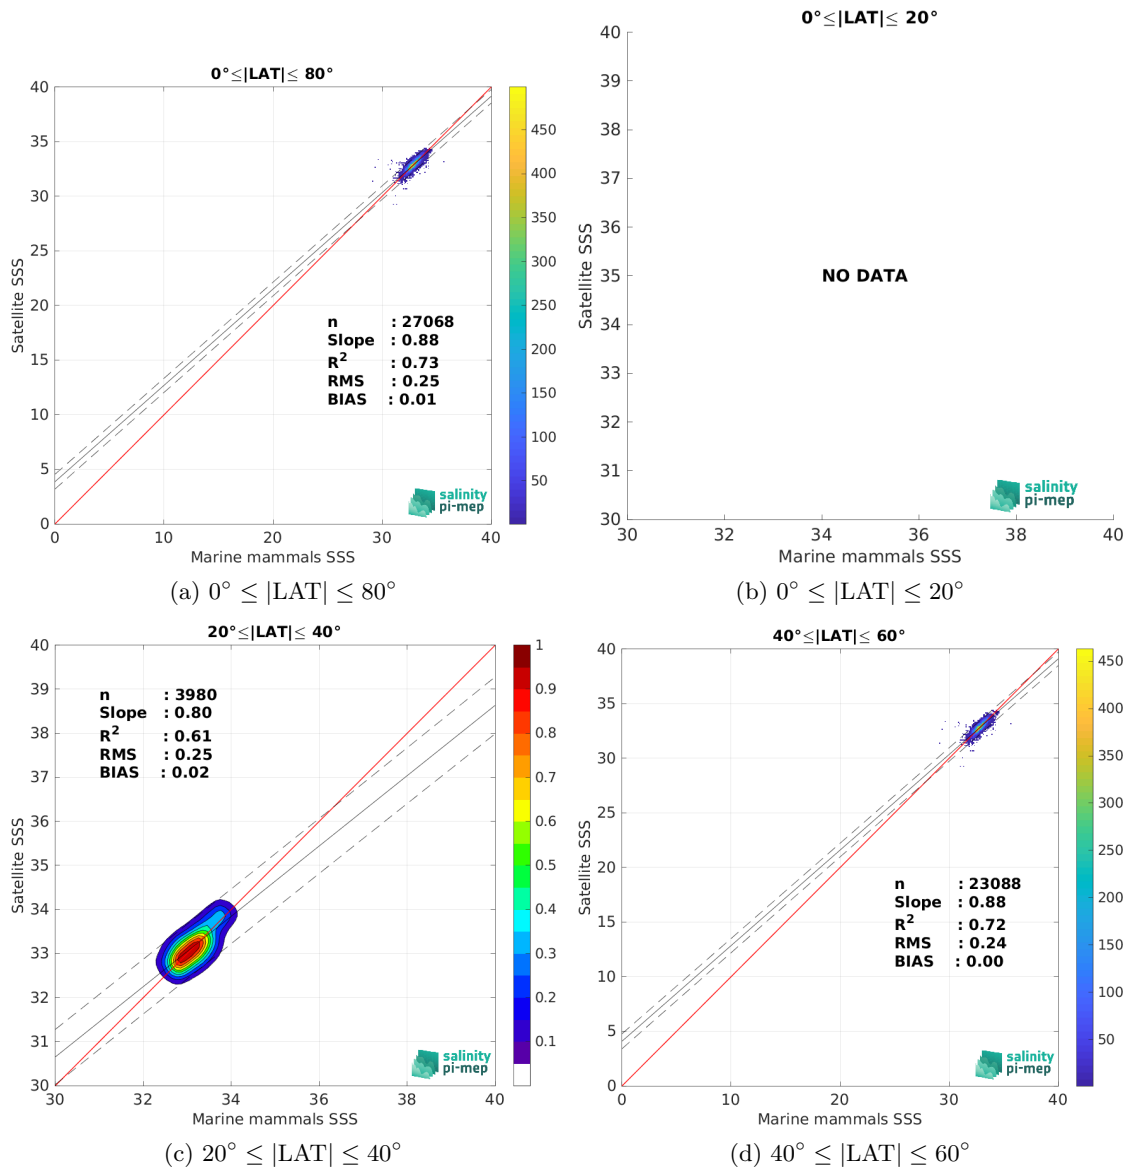 0°≤|LAT|≤ 80°
40
35
30
25
20
15
10
5
0
Satellite SSS
n : 27068
Slope : 0.88
R2 : 0.73
RMS : 0.25
BIAS : 0.01
salinity
pi-mep
0 10 20 30 40
Marine mammals SSS
450
400
350
300
250
200
150
100
50
(a) 0° ≤ |LAT| ≤ 80°
0°≤|LAT|≤ 20°
40
39
38
37
36
35
34
33
32
31
30
Satellite SSS
NO DATA
salinity
pi-mep
30 32 34 36 38 40
Marine mammals SSS
(b) 0° ≤ |LAT| ≤ 20°
20°≤|LAT|≤ 40°
40
39
38
37
36
35
34
33
32
31
30
Satellite SSS
n : 3980
Slope : 0.80
R2 : 0.61
RMS : 0.25
BIAS : 0.02
salinity
pi-mep
30 32 34 36 38 40
Marine mammals SSS
1
0.9
0.8
0.7
0.6
0.5
0.4
0.3
0.2
0.1
(c) 20° ≤ |LAT| ≤ 40°
40°≤|LAT|≤ 60°
40
35
30
25
20
15
10
5
0
Satellite SSS
n : 23088
Slope : 0.88
R2 : 0.72
RMS : 0.24
BIAS : 0.00
salinity
pi-mep
0 10 20 30 40
Marine mammals SSS
450
400
350
300
250
200
150
100
50
(d) 40° ≤ |LAT| ≤ 60°